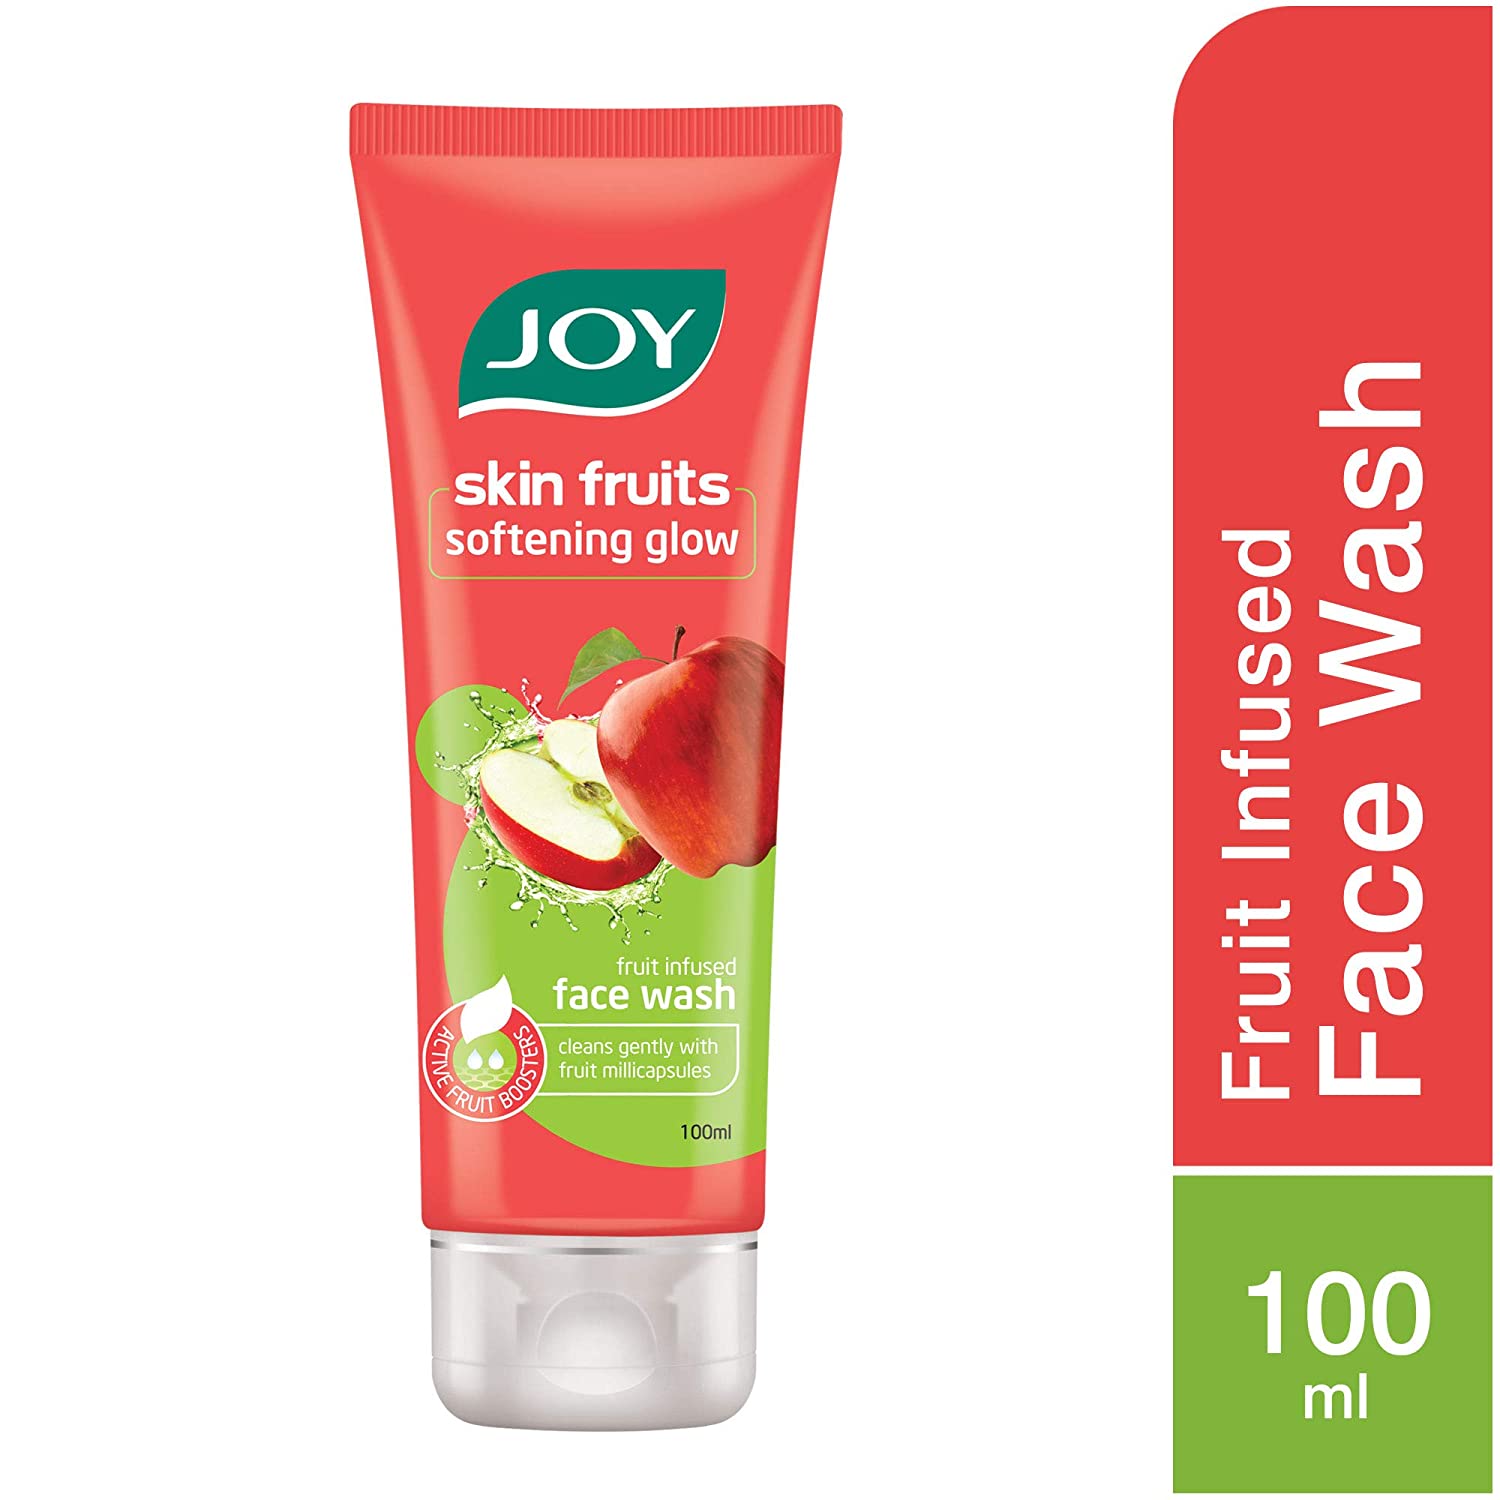 JOY
skin fruits
softening glow
fruit infused
face wash
cleans gently with
fruit millicapsules
ACTIVE FRUIT BOOSTERS
100ml
Fruit Infused
Face Wash
100
ml